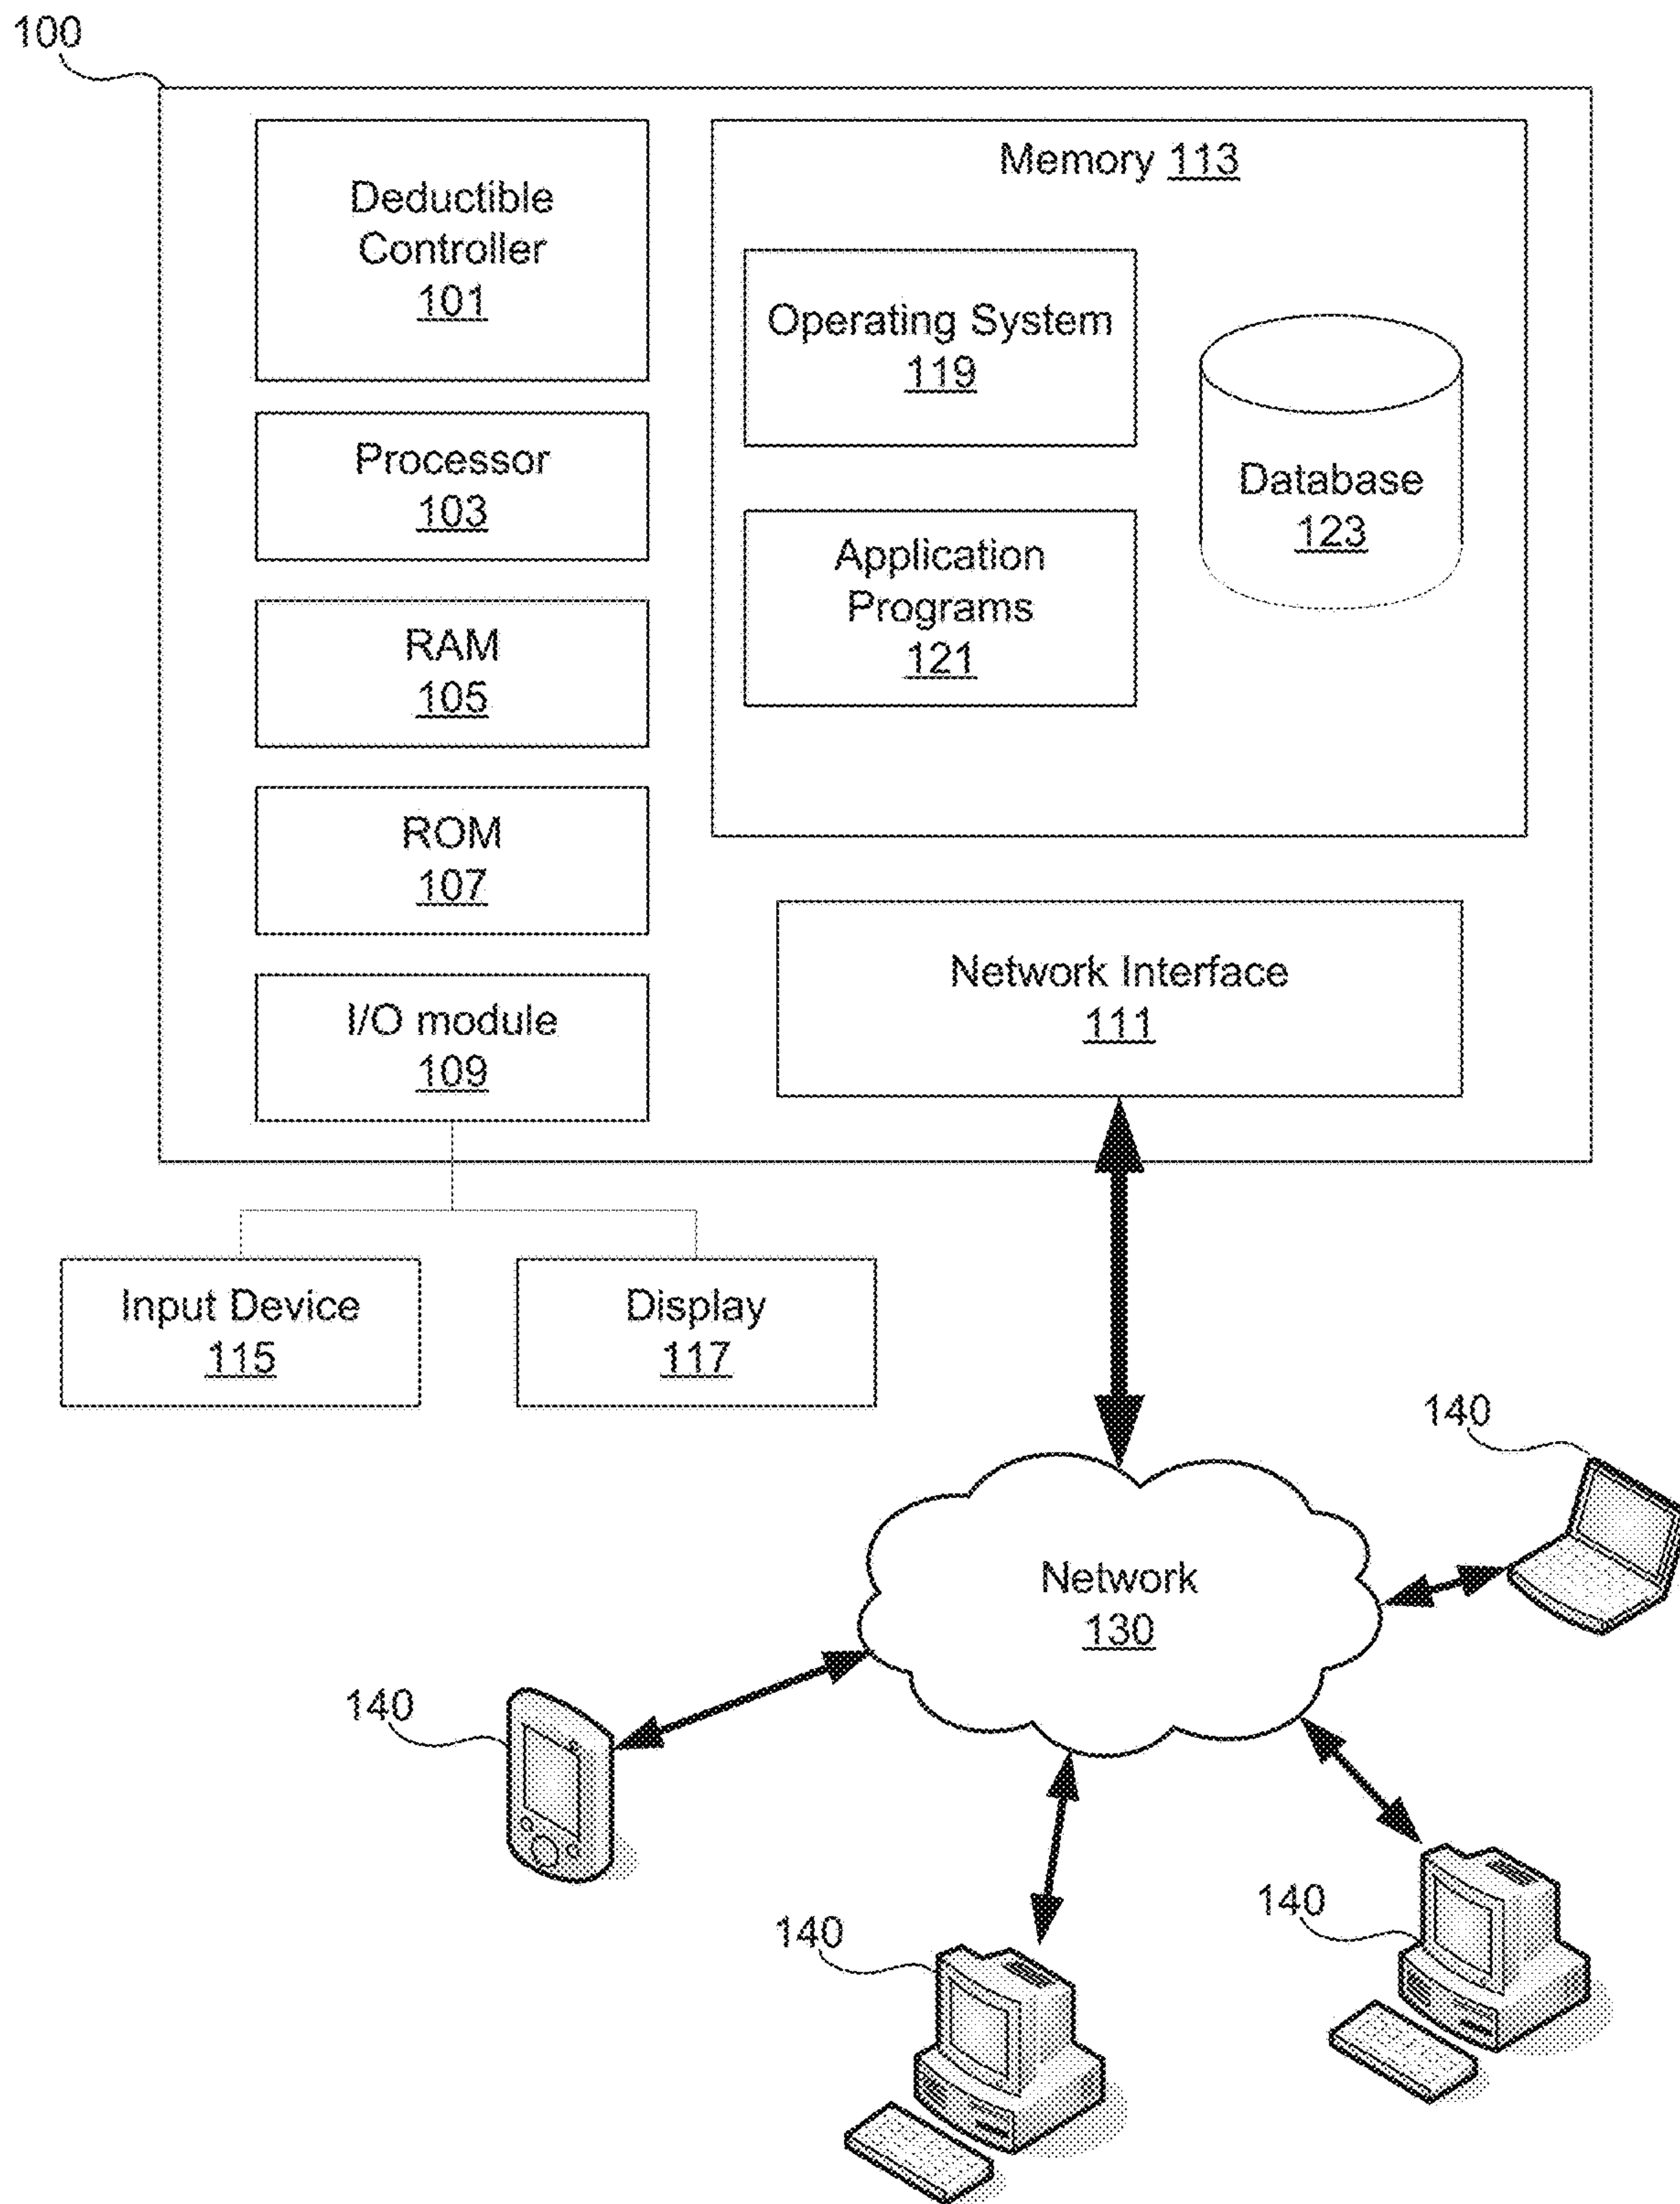 100
Deductible
Controller
101
Processor
103
RAM
105
ROM
107
I/O module
109
Memory 113
Operating System
119
Application
Programs
121
Database
123
Network Interface
111
Input Device
115
Display
117
Network
130
140
140
140
140